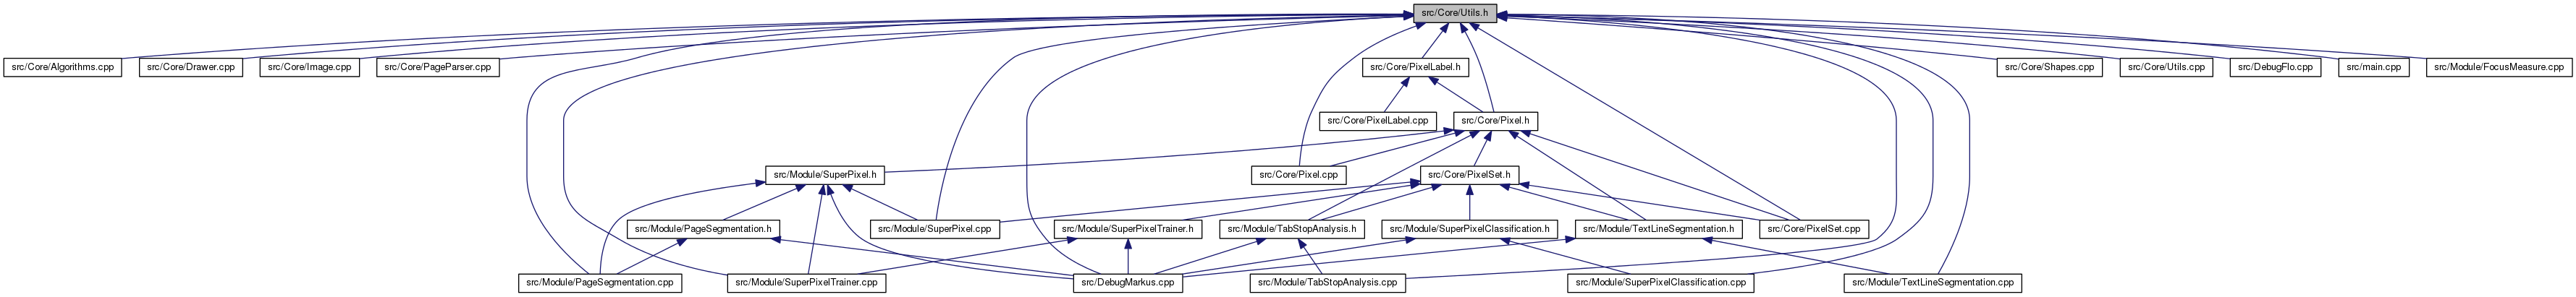 src/Core/Utils.h
src/Core/Algorithms.cpp
src/Core/Drawer.cpp
src/Core/Image.cpp
src/Core/PageParser.cpp
src/Core/PixelLabel.h
src/Core/Shapes.cpp
src/Core/Utils.cpp
src/DebugFlo.cpp
src/main.cpp
src/Module/FocusMeasure.cpp
src/Core/PixelLabel.cpp
src/Core/Pixel.h
src/Module/SuperPixel.h
src/Core/Pixel.cpp
src/Core/PixelSet.h
src/Module/PageSegmentation.h
src/Module/SuperPixel.cpp
src/Module/SuperPixelTrainer.h
src/Module/TabStopAnalysis.h
src/Module/SuperPixelClassification.h
src/Module/TextLineSegmentation.h
src/Core/PixelSet.cpp
src/Module/PageSegmentation.cpp
src/Module/SuperPixelTrainer.cpp
src/DebugMarkus.cpp
src/Module/TabStopAnalysis.cpp
src/Module/SuperPixelClassification.cpp
src/Module/TextLineSegmentation.cpp